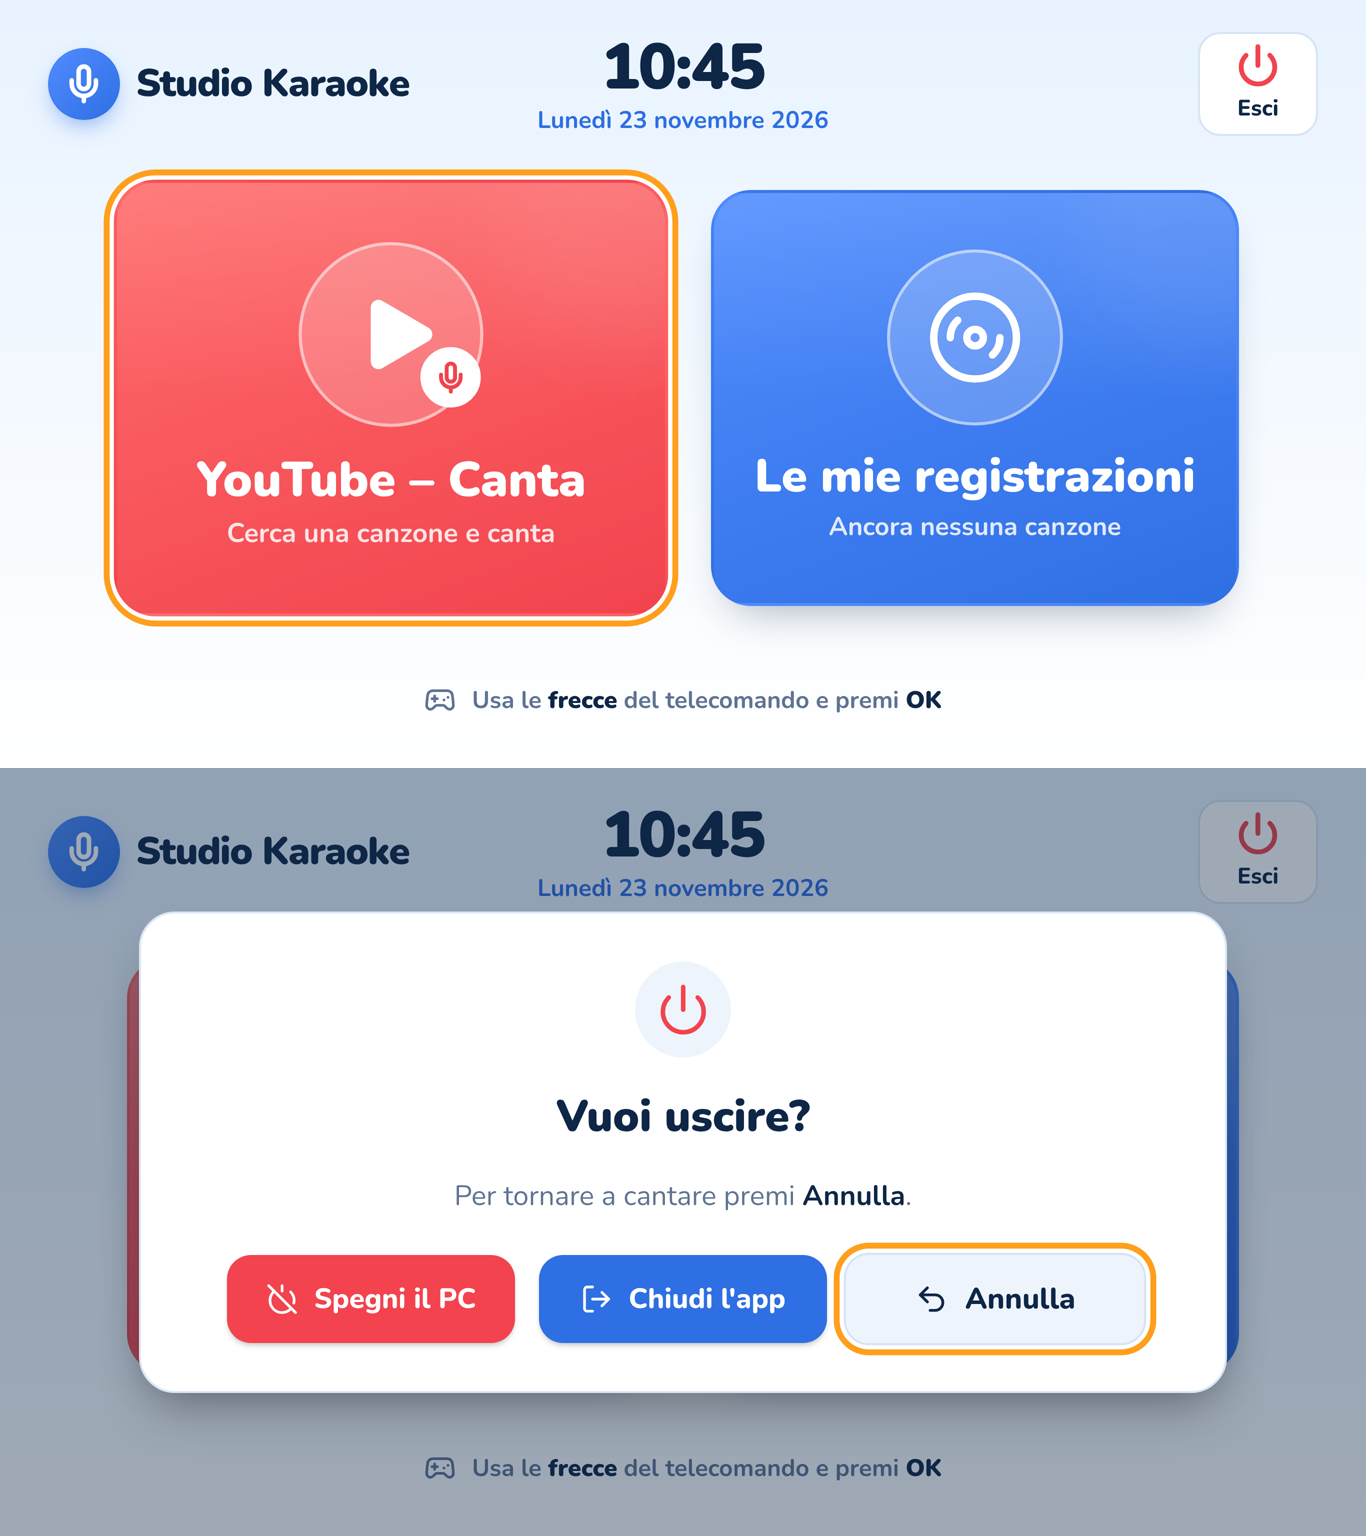 Studio Karaoke
10:45
Lunedì 23 novembre 2026
Esci
YouTube – Canta
Cerca una canzone e canta
Le mie registrazioni
Ancora nessuna canzone
Usa le frecce del telecomando e premi OK
Studio Karaoke
10:45
Lunedì 23 novembre 2026
Esci
Vuoi uscire?
Per tornare a cantare premi Annulla.
Spegni il PC
Chiudi l'app
Annulla
Usa le frecce del telecomando e premi OK